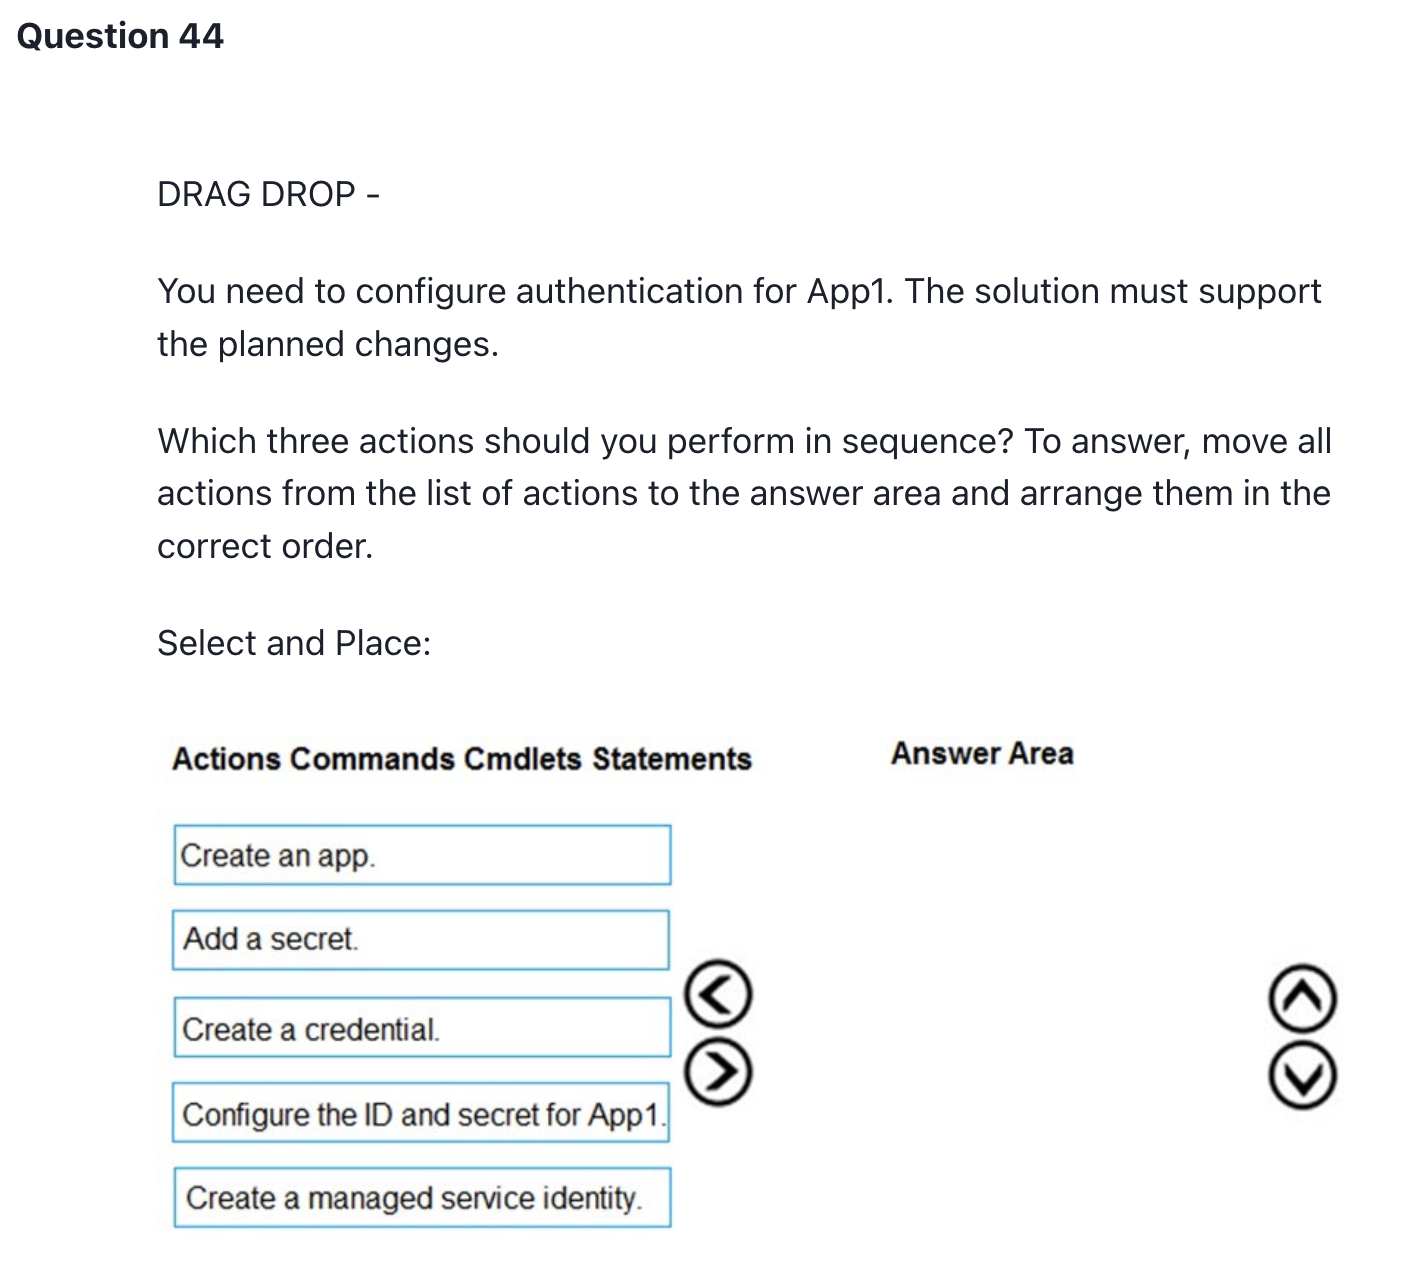 Question 44
DRAG DROP -
You need to configure authentication for App1. The solution must support
the planned changes.
Which three actions should you perform in sequence? To answer, move all
actions from the list of actions to the answer area and arrange them in the
correct order.
Select and Place:
Actions Commands Cmdlets Statements
Answer Area
Create an app.
Add a secret.
Create a credential.
Configure the ID and secret for App1.
Create a managed service identity.